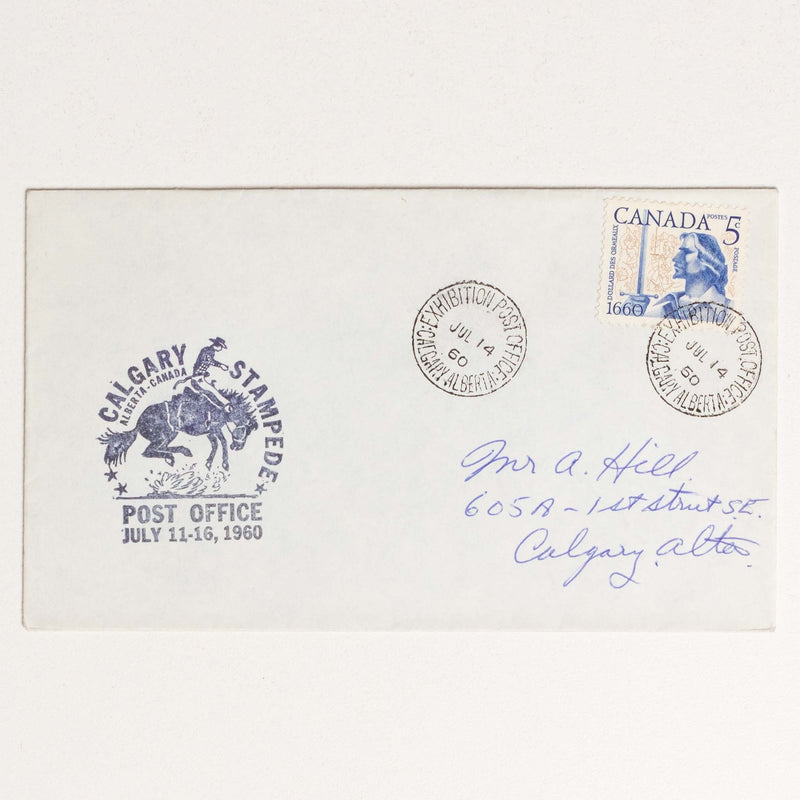 CANADA POSTES 5c
POSTAGE
DOLLARD DES ORMEAUX
1660
EXHIBITION POST OFFICE
JUL 14
60
CALGARY ALBERTA
EXHIBITION POST OFFICE
JUL 14
60
CALGARY ALBERTA
CALGARY STAMPEDE
ALBERTA-CANADA
POST OFFICE
JULY 11-16, 1960
Mr A. Hill.
605A - 1st street SE.
Calgary. Alta.